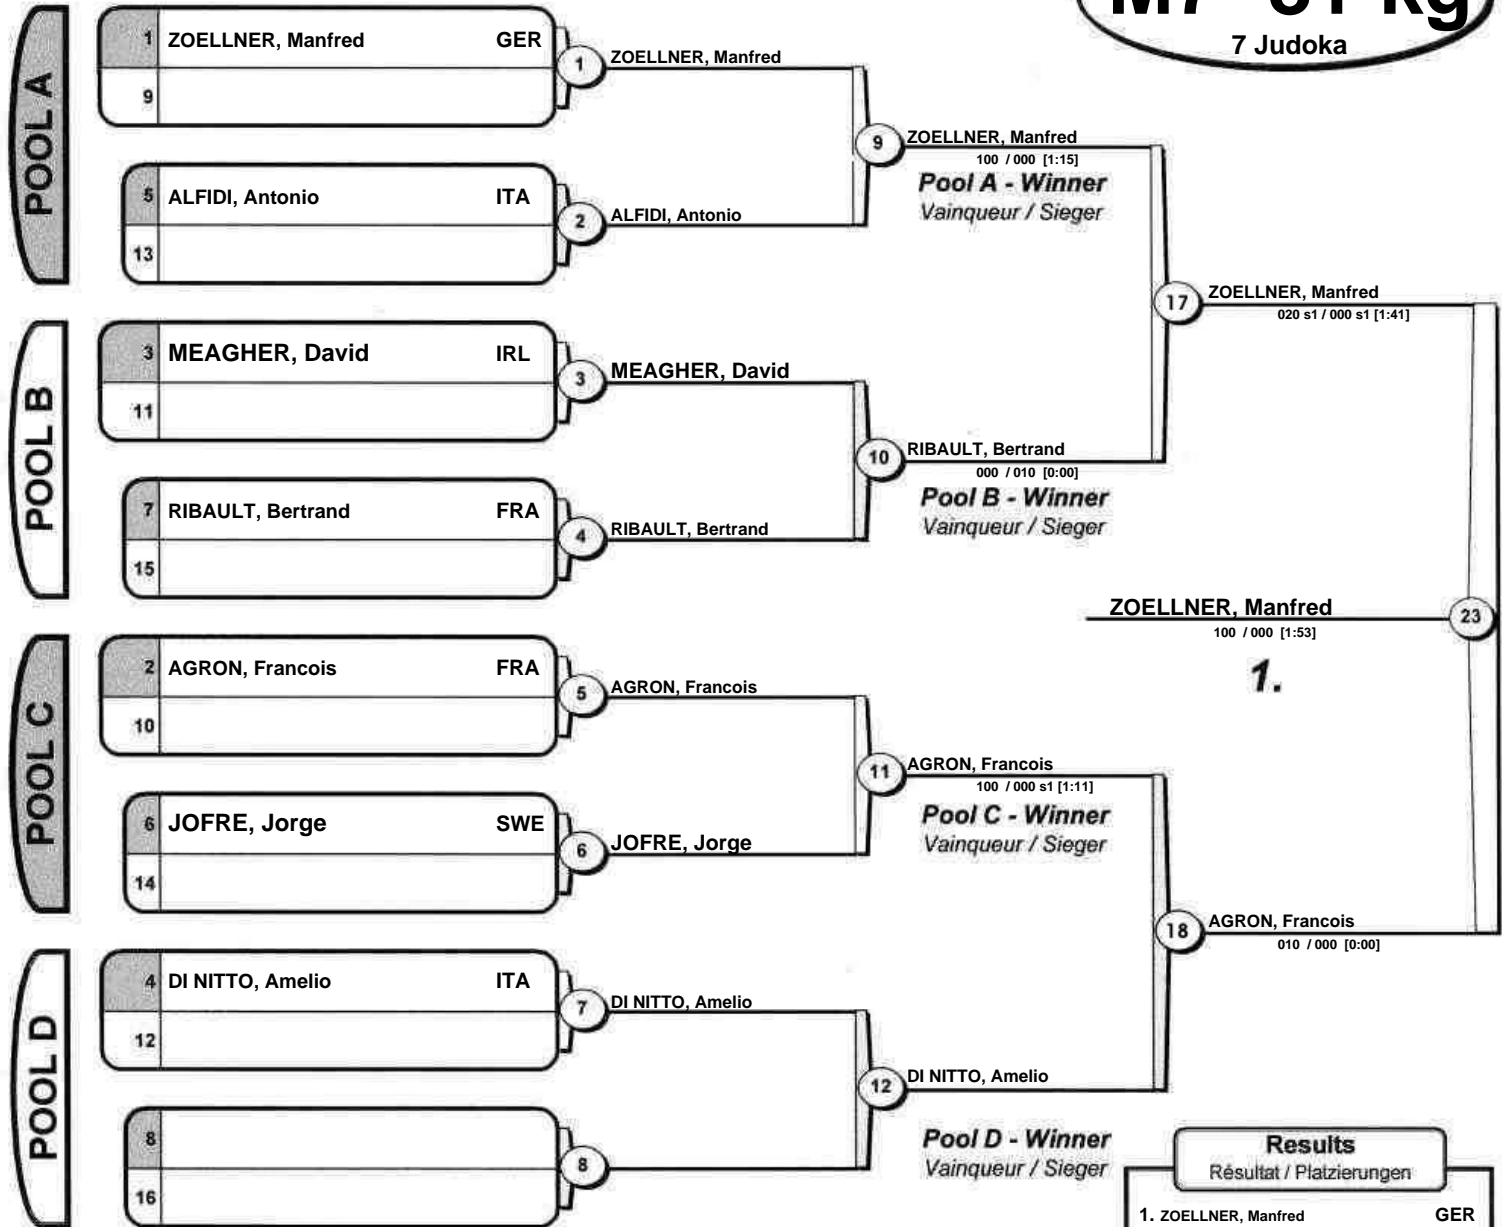 M7 -81 kg
7 Judoka
POOL A
1 ZOELLNER, Manfred GER
9
1 ZOELLNER, Manfred
5 ALFIDI, Antonio ITA
13
2 ALFIDI, Antonio
9 ZOELLNER, Manfred
100 / 000 [1:15]
Pool A - Winner
Vainqueur / Sieger
POOL B
3 MEAGHER, David IRL
11
3 MEAGHER, David
7 RIBAULT, Bertrand FRA
15
4 RIBAULT, Bertrand
10 RIBAULT, Bertrand
000 / 010 [0:00]
Pool B - Winner
Vainqueur / Sieger
17 ZOELLNER, Manfred
020 s1 / 000 s1 [1:41]
ZOELLNER, Manfred 23
100 / 000 [1:53]
1.
POOL C
2 AGRON, Francois FRA
10
5 AGRON, Francois
6 JOFRE, Jorge SWE
14
6 JOFRE, Jorge
11 AGRON, Francois
100 / 000 s1 [1:11]
Pool C - Winner
Vainqueur / Sieger
18 AGRON, Francois
010 / 000 [0:00]
POOL D
4 DI NITTO, Amelio ITA
12
7 DI NITTO, Amelio
8
16
8
12 DI NITTO, Amelio
Pool D - Winner
Vainqueur / Sieger
Results
Résultat / Platzierungen
1. ZOELLNER, Manfred GER